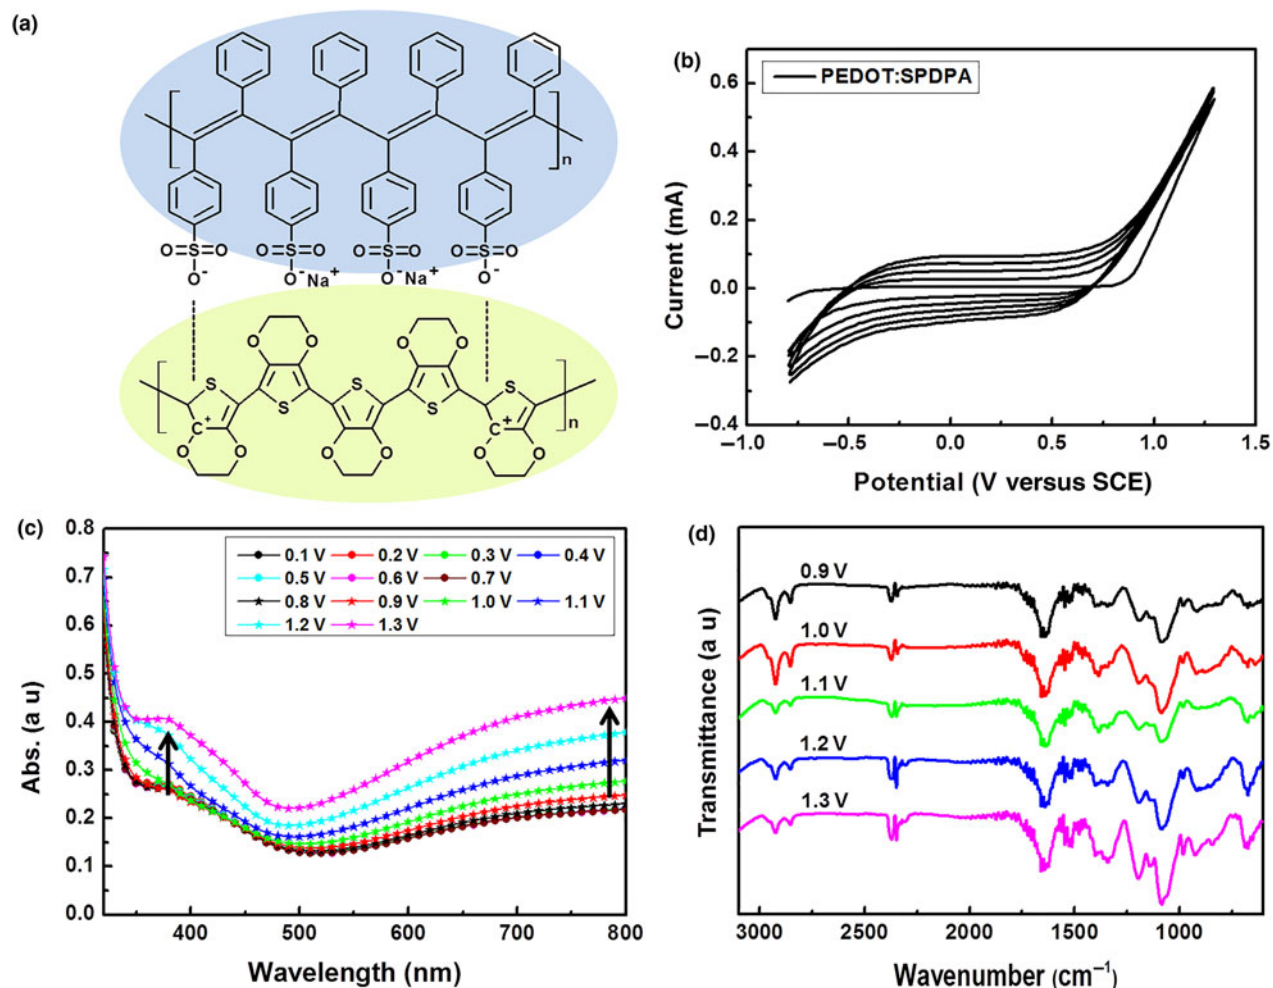 (a)
[ ]n
O=S=O O=S=O O=S=O O=S=O
O- O-Na+ O-Na+ O-
O O O O
S S S
[ C+ S S C+ ]n
O O O O O O
(b)
PEDOT:SPDPA
Current (mA)
0.6
0.4
0.2
0.0
−0.2
−0.4
−1.0 −0.5 0.0 0.5 1.0 1.5
Potential (V versus SCE)
(c)
Abs. (a u)
0.8
0.7
0.6
0.5
0.4
0.3
0.2
0.1
0.0
0.1 V 0.2 V 0.3 V 0.4 V
0.5 V 0.6 V 0.7 V
0.8 V 0.9 V 1.0 V 1.1 V
1.2 V 1.3 V
400 500 600 700 800
Wavelength (nm)
(d)
Transmittance (a u)
0.9 V
1.0 V
1.1 V
1.2 V
1.3 V
3000 2500 2000 1500 1000
Wavenumber (cm−1)